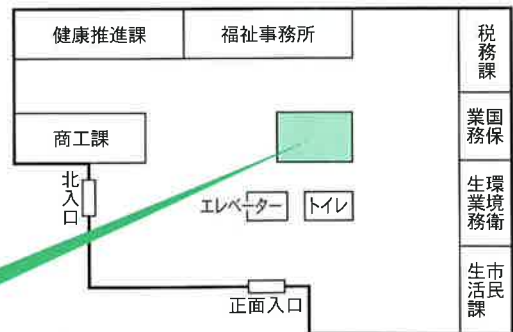 健康推進課
福祉事務所
税務課
商工課
国保
業務
北入口
エレベーター
トイレ
環境衛
生業務
市民
生活課
正面入口